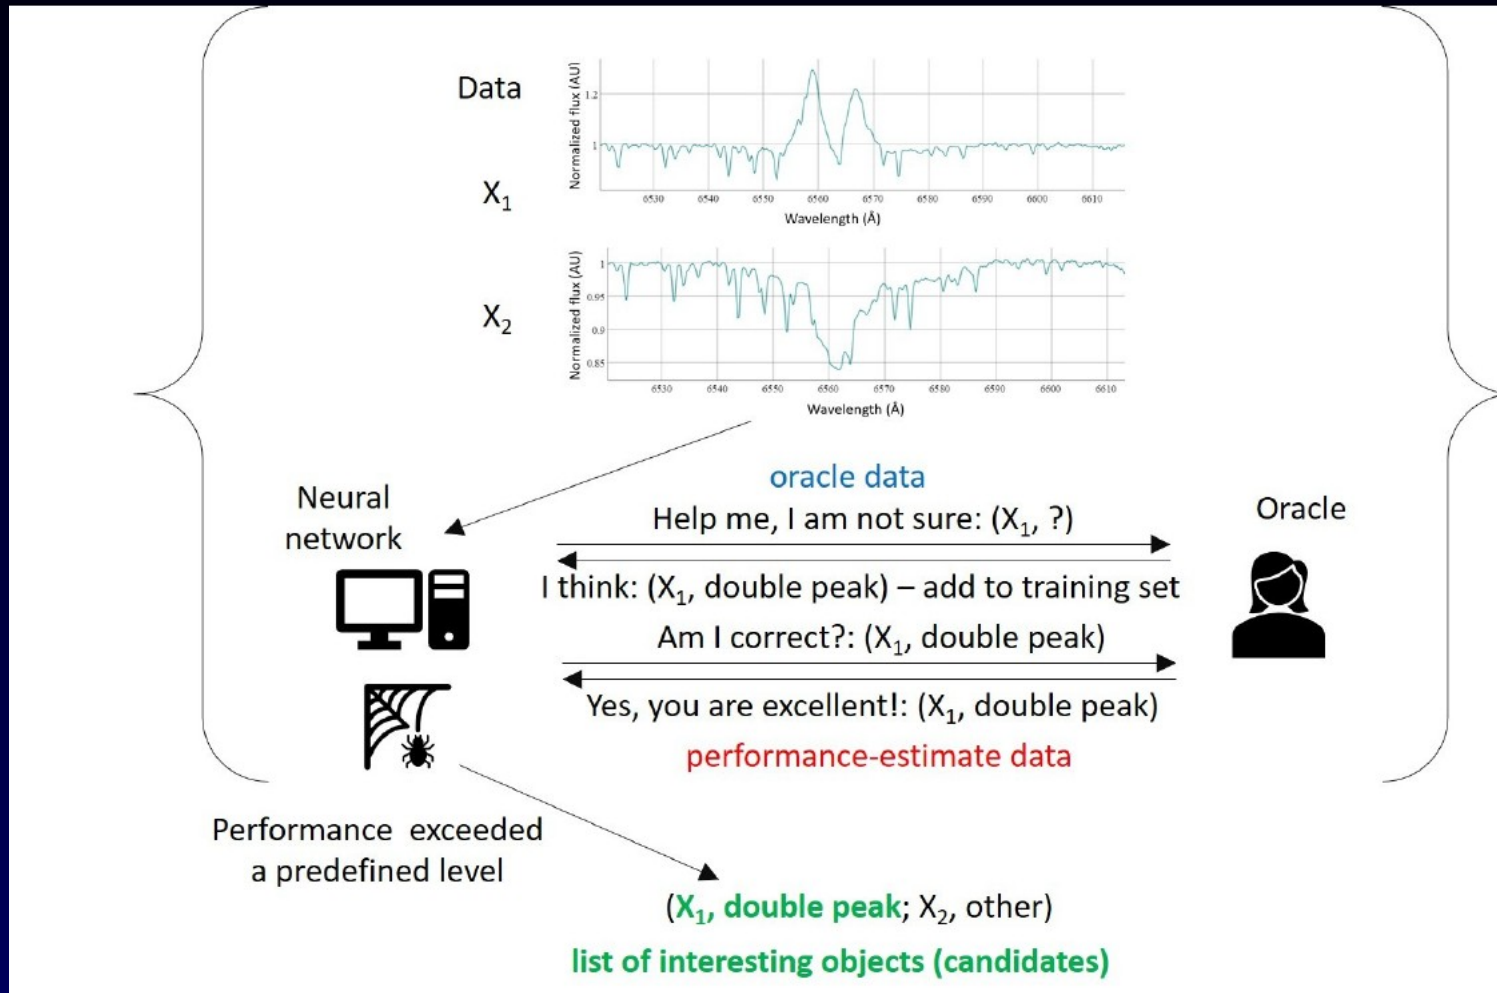 Data
Normalized flux (AU)
1.2
1
6530 6540 6550 6560 6570 6580 6590 6600 6610
Wavelength (Å)
X₁
Normalized flux (AU)
1
0.95
0.9
0.85
6530 6540 6550 6560 6570 6580 6590 6600 6610
Wavelength (Å)
X₂
oracle data
Neural
network
Help me, I am not sure: (X₁, ?)
Oracle
I think: (X₁, double peak) – add to training set
Am I correct?: (X₁, double peak)
Yes, you are excellent!: (X₁, double peak)
performance-estimate data
Performance exceeded
a predefined level
(X₁, double peak; X₂, other)
list of interesting objects (candidates)